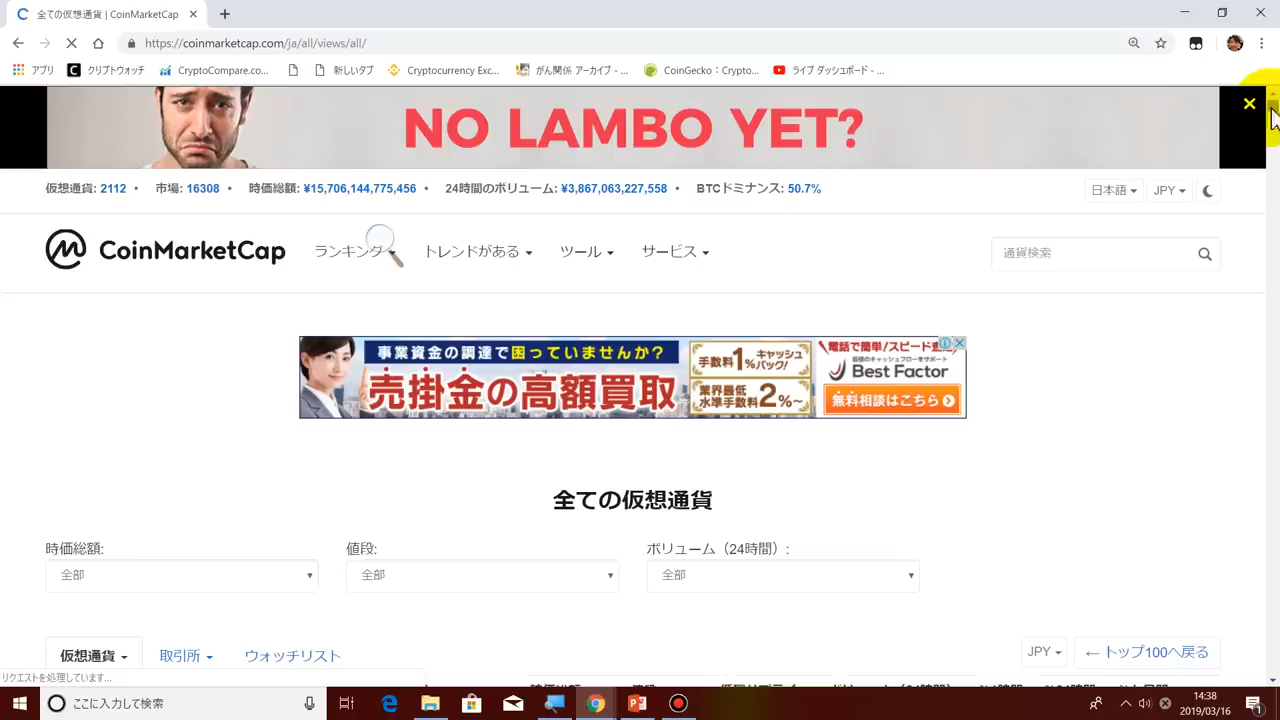 全ての仮想通貨 | CoinMarketCap
https://coinmarketcap.com/ja/all/views/all/
アプリ クリプトウォッチ CryptoCompare.co... 新しいタブ Cryptocurrency Exc... がん関係 アーカイブ - ... CoinGecko：Crypto... ライブ ダッシュボード - ...
NO LAMBO YET?
仮想通貨: 2112 • 市場: 16308 • 時価総額: ¥15,706,144,775,456 • 24時間のボリューム: ¥3,867,063,227,558 • BTCドミナンス: 50.7%
日本語 JPY
CoinMarketCap ランキング トレンドがある ツール サービス 通貨検索
事業資金の調達で困っていませんか？
売掛金の高額買取
手数料1%キャッシュバック!
業界最低水準手数料2%～
電話で簡単!スピード査
Best Factor
無料相談はこちら
全ての仮想通貨
時価総額: 値段: ボリューム（24時間）:
全部 全部 全部
仮想通貨 取引所 ウォッチリスト JPY ← トップ100へ戻る
リクエストを処理しています...
ここに入力して検索
14:38
2019/03/16
1